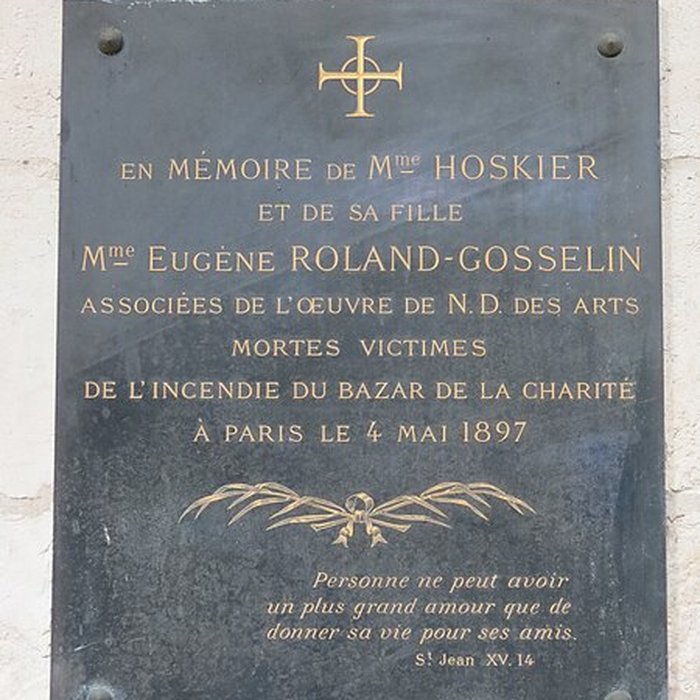 EN MÉMOIRE DE Mme HOSKIER
ET DE SA FILLE
Mme EUGÈNE ROLAND-GOSSELIN
ASSOCIÉES DE L'ŒUVRE DE N.D. DES ARTS
MORTES VICTIMES
DE L'INCENDIE DU BAZAR DE LA CHARITÉ
À PARIS LE 4 MAI 1897
Personne ne peut avoir
un plus grand amour que de
donner sa vie pour ses amis.
St Jean XV. 14